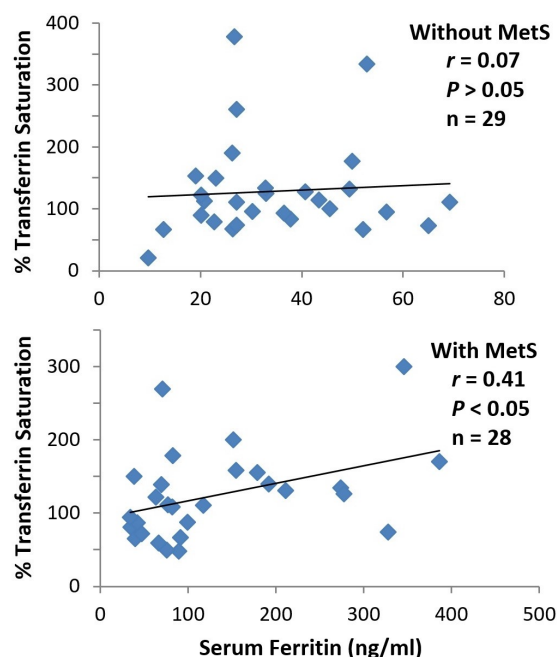 400
300
200
100
0
% Transferrin Saturation
Without MetS
r = 0.07
P > 0.05
n = 29
0 20 40 60 80
300
200
100
0
% Transferrin Saturation
With MetS
r = 0.41
P < 0.05
n = 28
0 100 200 300 400 500
Serum Ferritin (ng/ml)